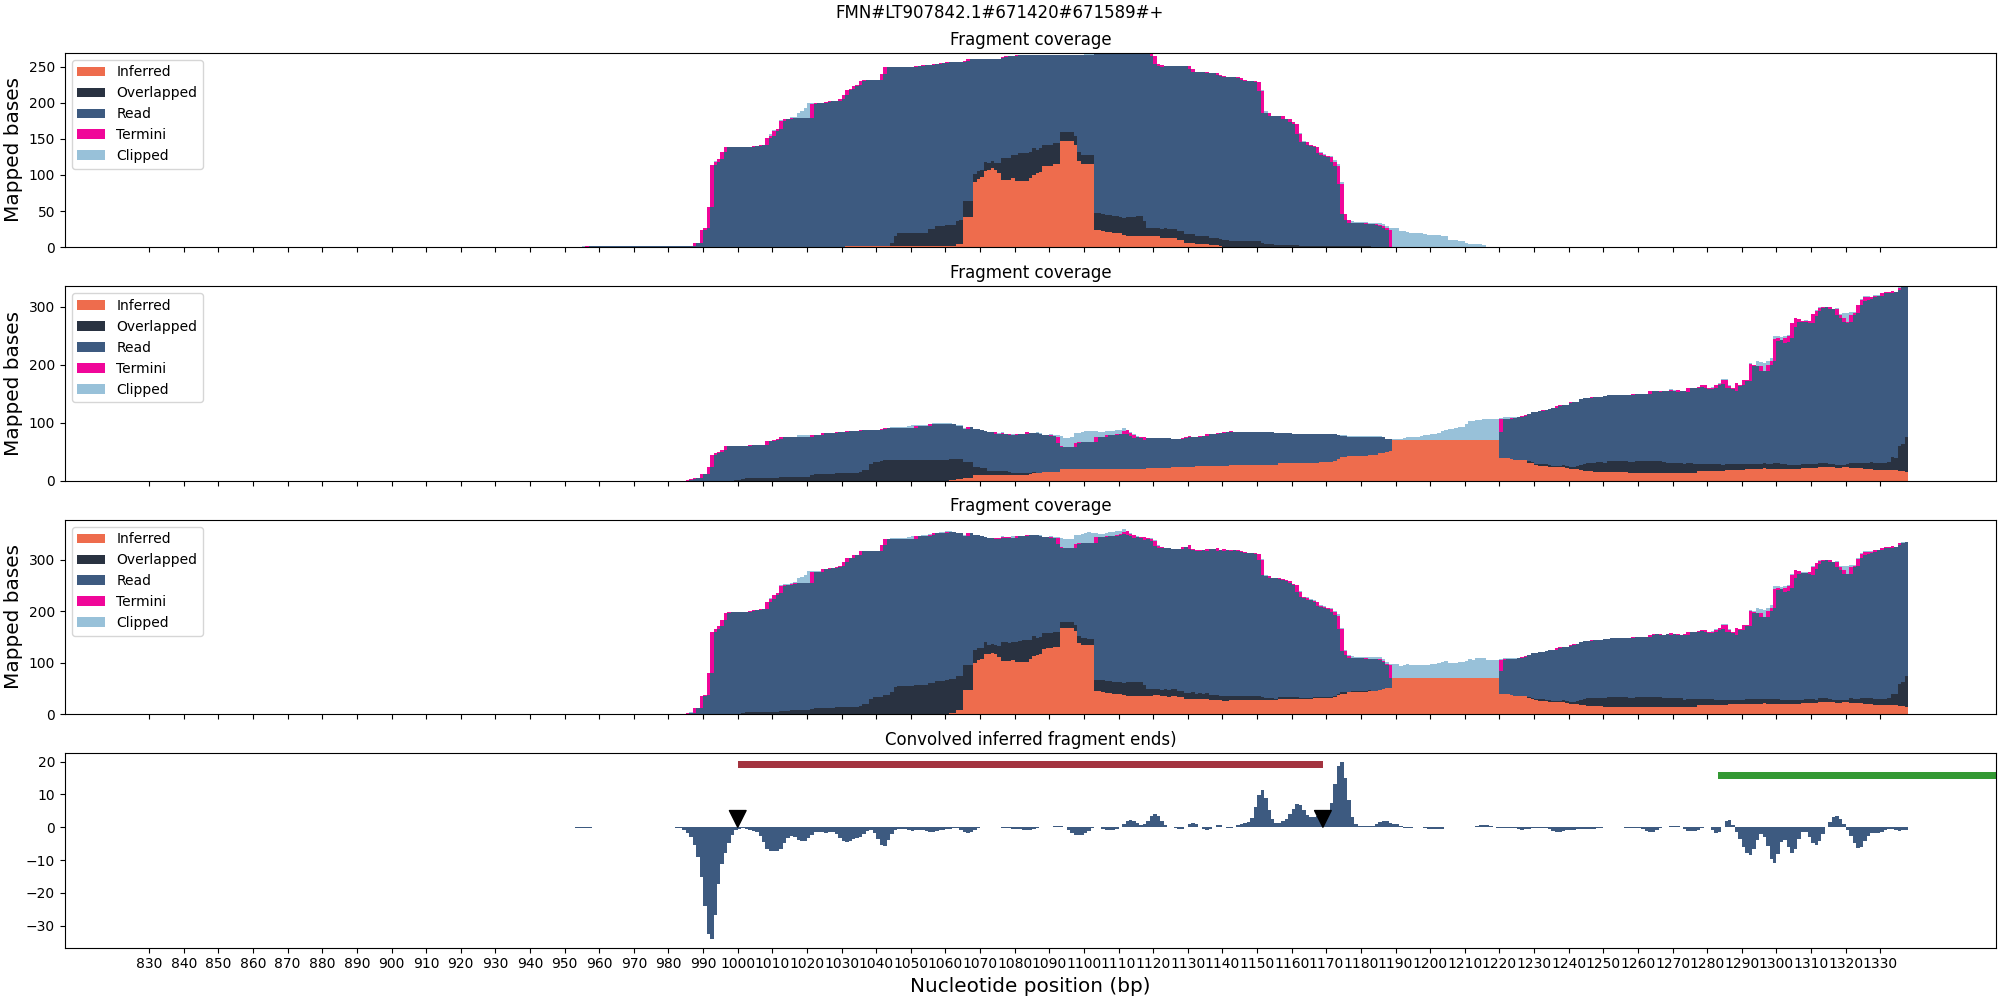 FMN#LT907842.1#671420#671589#+
Fragment coverage
Mapped bases
250
200
150
100
50
0
Inferred
Overlapped
Read
Termini
Clipped
Fragment coverage
Mapped bases
300
200
100
0
Inferred
Overlapped
Read
Termini
Clipped
Fragment coverage
Mapped bases
300
200
100
0
Inferred
Overlapped
Read
Termini
Clipped
Convolved inferred fragment ends)
20
10
0
−10
−20
−30
830 840 850 860 870 880 890 900 910 920 930 940 950 960 970 980 990 1000 1010 1020 1030 1040 1050 1060 1070 1080 1090 1100 1110 1120 1130 1140 1150 1160 1170 1180 1190 1200 1210 1220 1230 1240 1250 1260 1270 1280 1290 1300 1310 1320 1330
Nucleotide position (bp)